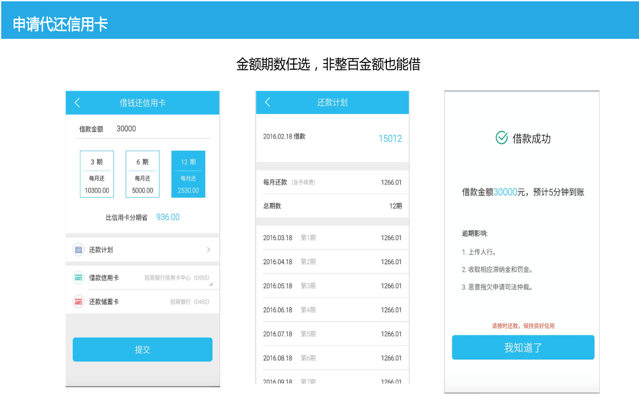 申请代还信用卡
金额期数任选，非整百金额也能借
借钱还信用卡
借款金额 30000
3 期 6 期 12 期
每月还 每月还 每月还
10300.00 5000.00 2530.00
比信用卡分期省 936.00
还款计划
借款信用卡 招商银行信用卡中心（0555）
还款储蓄卡 招商银行（0452）
提交
还款计划
2016.02.18 借款 15012
每月还款（含手续费） 1266.01
总期数 12期
2016.03.18 第1期 1266.01
2016.04.18 第2期 1266.01
2016.05.18 第3期 1266.01
2016.06.18 第4期 1266.01
2016.07.18 第5期 1266.01
2016.08.18 第6期 1266.01
2016.09.18 第7期 1266.01
借款成功
借款金额30000元，预计5分钟到账
逾期影响：
1. 上传人行。
2. 收取相应滞纳金和罚金。
3. 恶意拖欠申请司法仲裁。
请按时还款，保持良好信用
我知道了